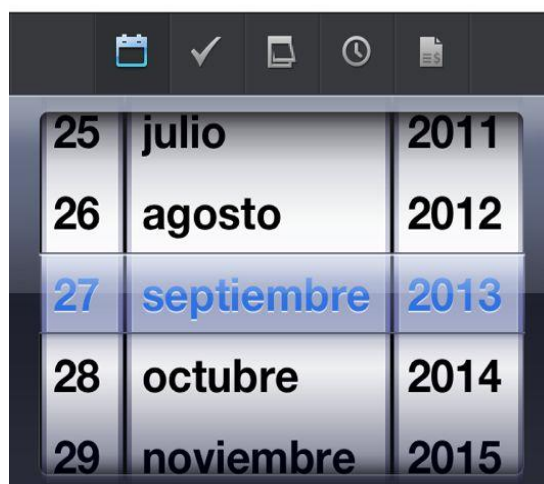 25 julio 2011
26 agosto 2012
27 septiembre 2013
28 octubre 2014
29 noviembre 2015